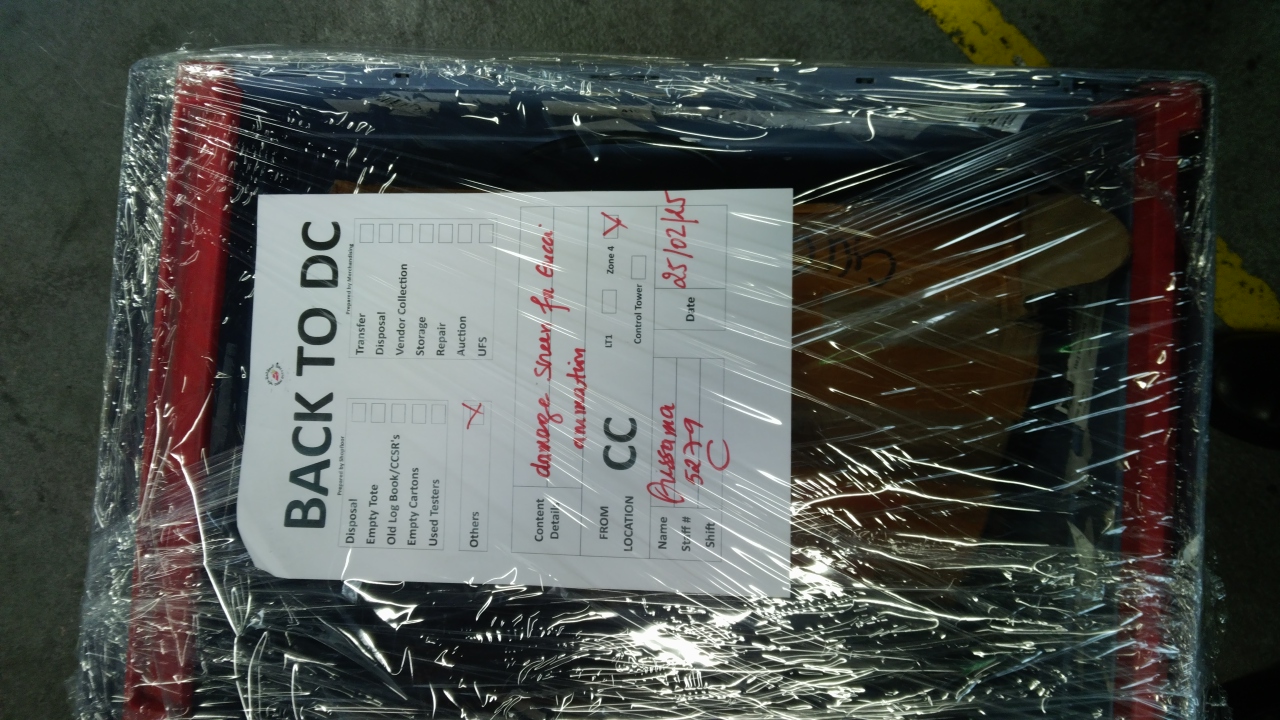 BACK TO DC
Prepared by Storefloor
Disposal
Empty Tote
Old Log Book/CCSR's
Empty Cartons
Used Testers
Others X
Prepared by Merchandising
Transfer
Disposal
Vendor Collection
Storage
Repair
Auction
UFS
Content Details
damage Screen for Gucci
animation
FROM LOCATION
CC
LT1
Zone 4
Control Tower
Name
Staff # 5279
Shift C
Date 25/02/25